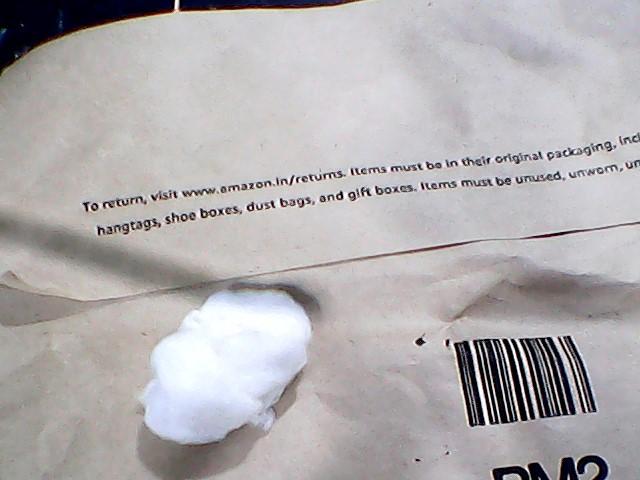 To return, visit www.amazon.in/returns. Items must be in their original packaging,
hangtags, shoe boxes, dust bags, and gift boxes. Items must be unused, unworn,
PM2